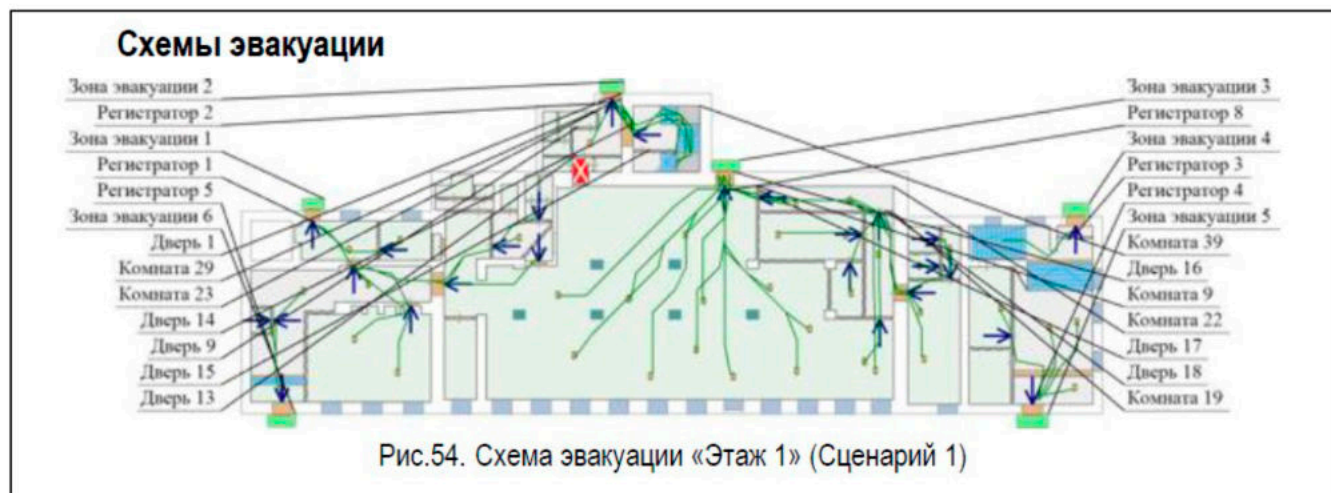 Схемы эвакуации
Зона эвакуации 2
Регистратор 2
Зона эвакуации 1
Регистратор 1
Регистратор 5
Зона эвакуации 6
Дверь 1
Комната 29
Комната 23
Дверь 14
Дверь 9
Дверь 15
Дверь 13
Зона эвакуации 3
Регистратор 8
Зона эвакуации 4
Регистратор 3
Регистратор 4
Зона эвакуации 5
Комната 39
Дверь 16
Комната 9
Комната 22
Дверь 17
Дверь 18
Комната 19
Рис.54. Схема эвакуации «Этаж 1» (Сценарий 1)